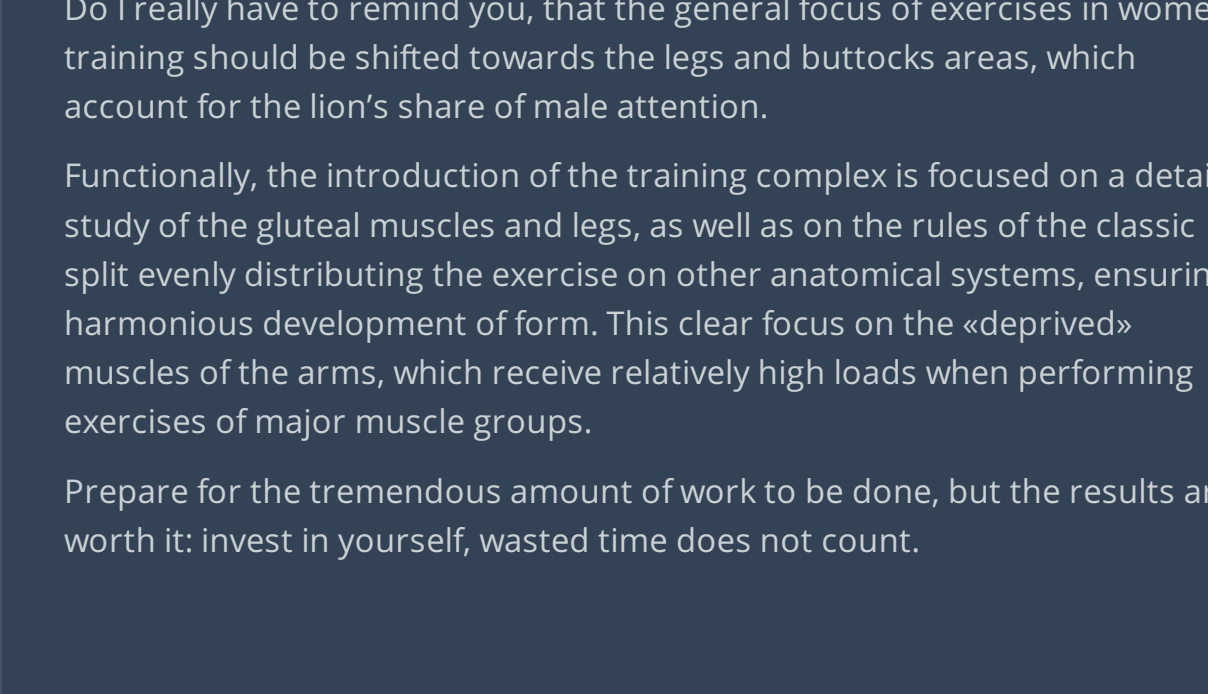 Do I really have to remind you, that the general focus of exercises in
training should be shifted towards the legs and buttocks areas, which
account for the lion’s share of male attention.
Functionally, the introduction of the training complex is focused on a
study of the gluteal muscles and legs, as well as on the rules of the classic
split evenly distributing the exercise on other anatomical systems,
harmonious development of form. This clear focus on the «deprived»
muscles of the arms, which receive relatively high loads when performing
exercises of major muscle groups.
Prepare for the tremendous amount of work to be done, but the results
worth it: invest in yourself, wasted time does not count.